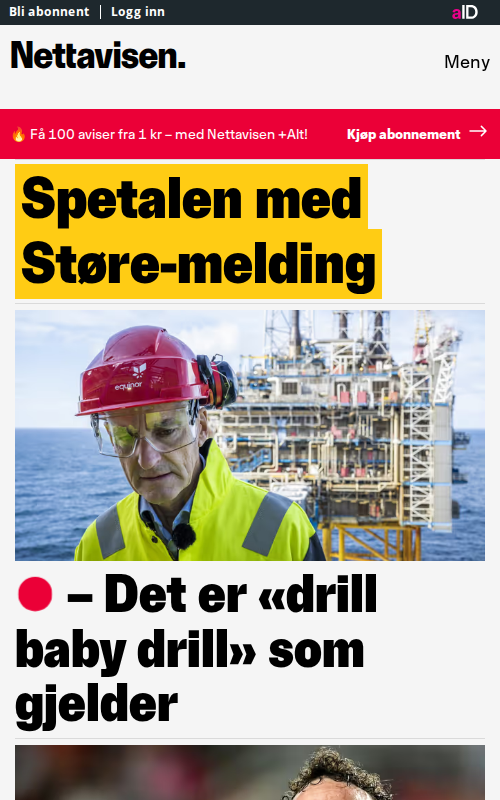 Bli abonnent Logg inn aID
Nettavisen.
Meny
🔥 Få 100 aviser fra 1 kr – med Nettavisen +Alt! Kjøp abonnement →
Spetalen med
Støre-melding
equinor
– Det er «drill
baby drill» som
gjelder